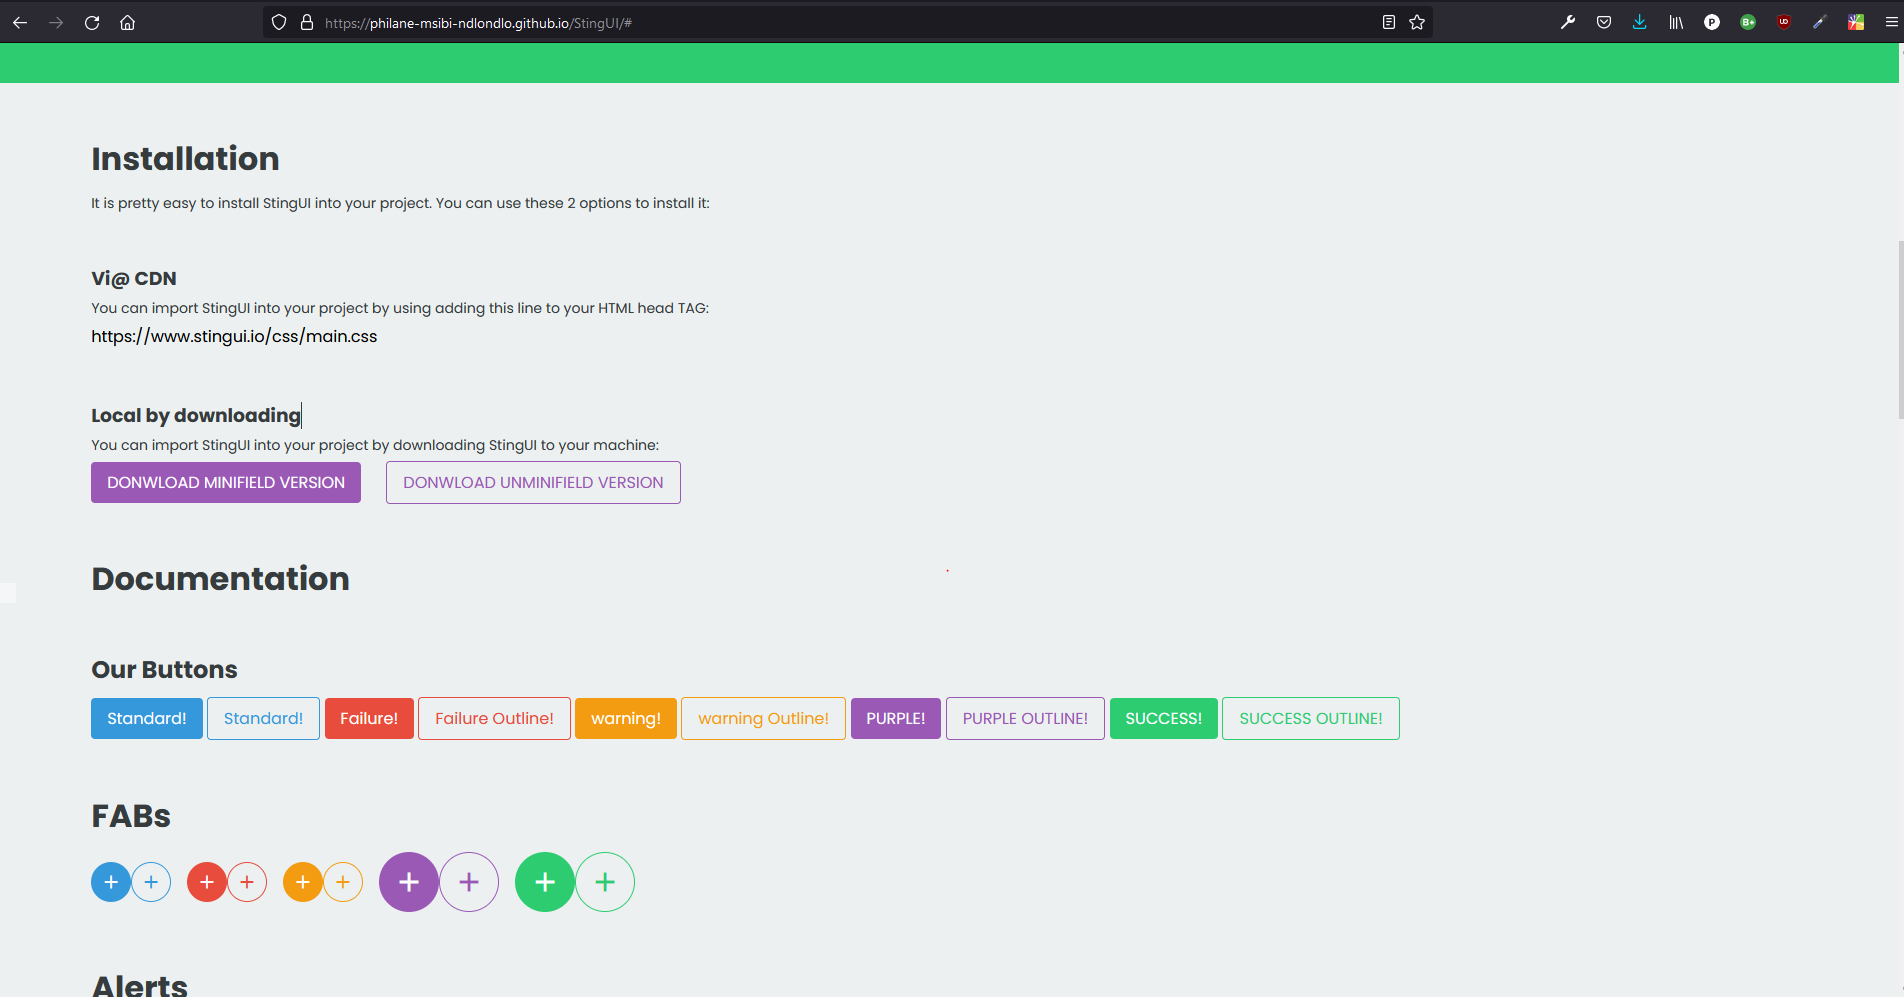 https://philane-msibi-ndlondlo.github.io/StingUI/#
Installation
It is pretty easy to install StingUI into your project. You can use these 2 options to install it:
Vi@ CDN
You can import StingUI into your project by using adding this line to your HTML head TAG:
https://www.stingui.io/css/main.css
Local by downloading
You can import StingUI into your project by downloading StingUI to your machine:
DONWLOAD MINIFIELD VERSION DONWLOAD UNMINIFIELD VERSION
Documentation
Our Buttons
Standard! Standard! Failure! Failure Outline! warning! warning Outline! PURPLE! PURPLE OUTLINE! SUCCESS! SUCCESS OUTLINE!
FABs
+ + + + + + + + + +
Alerts